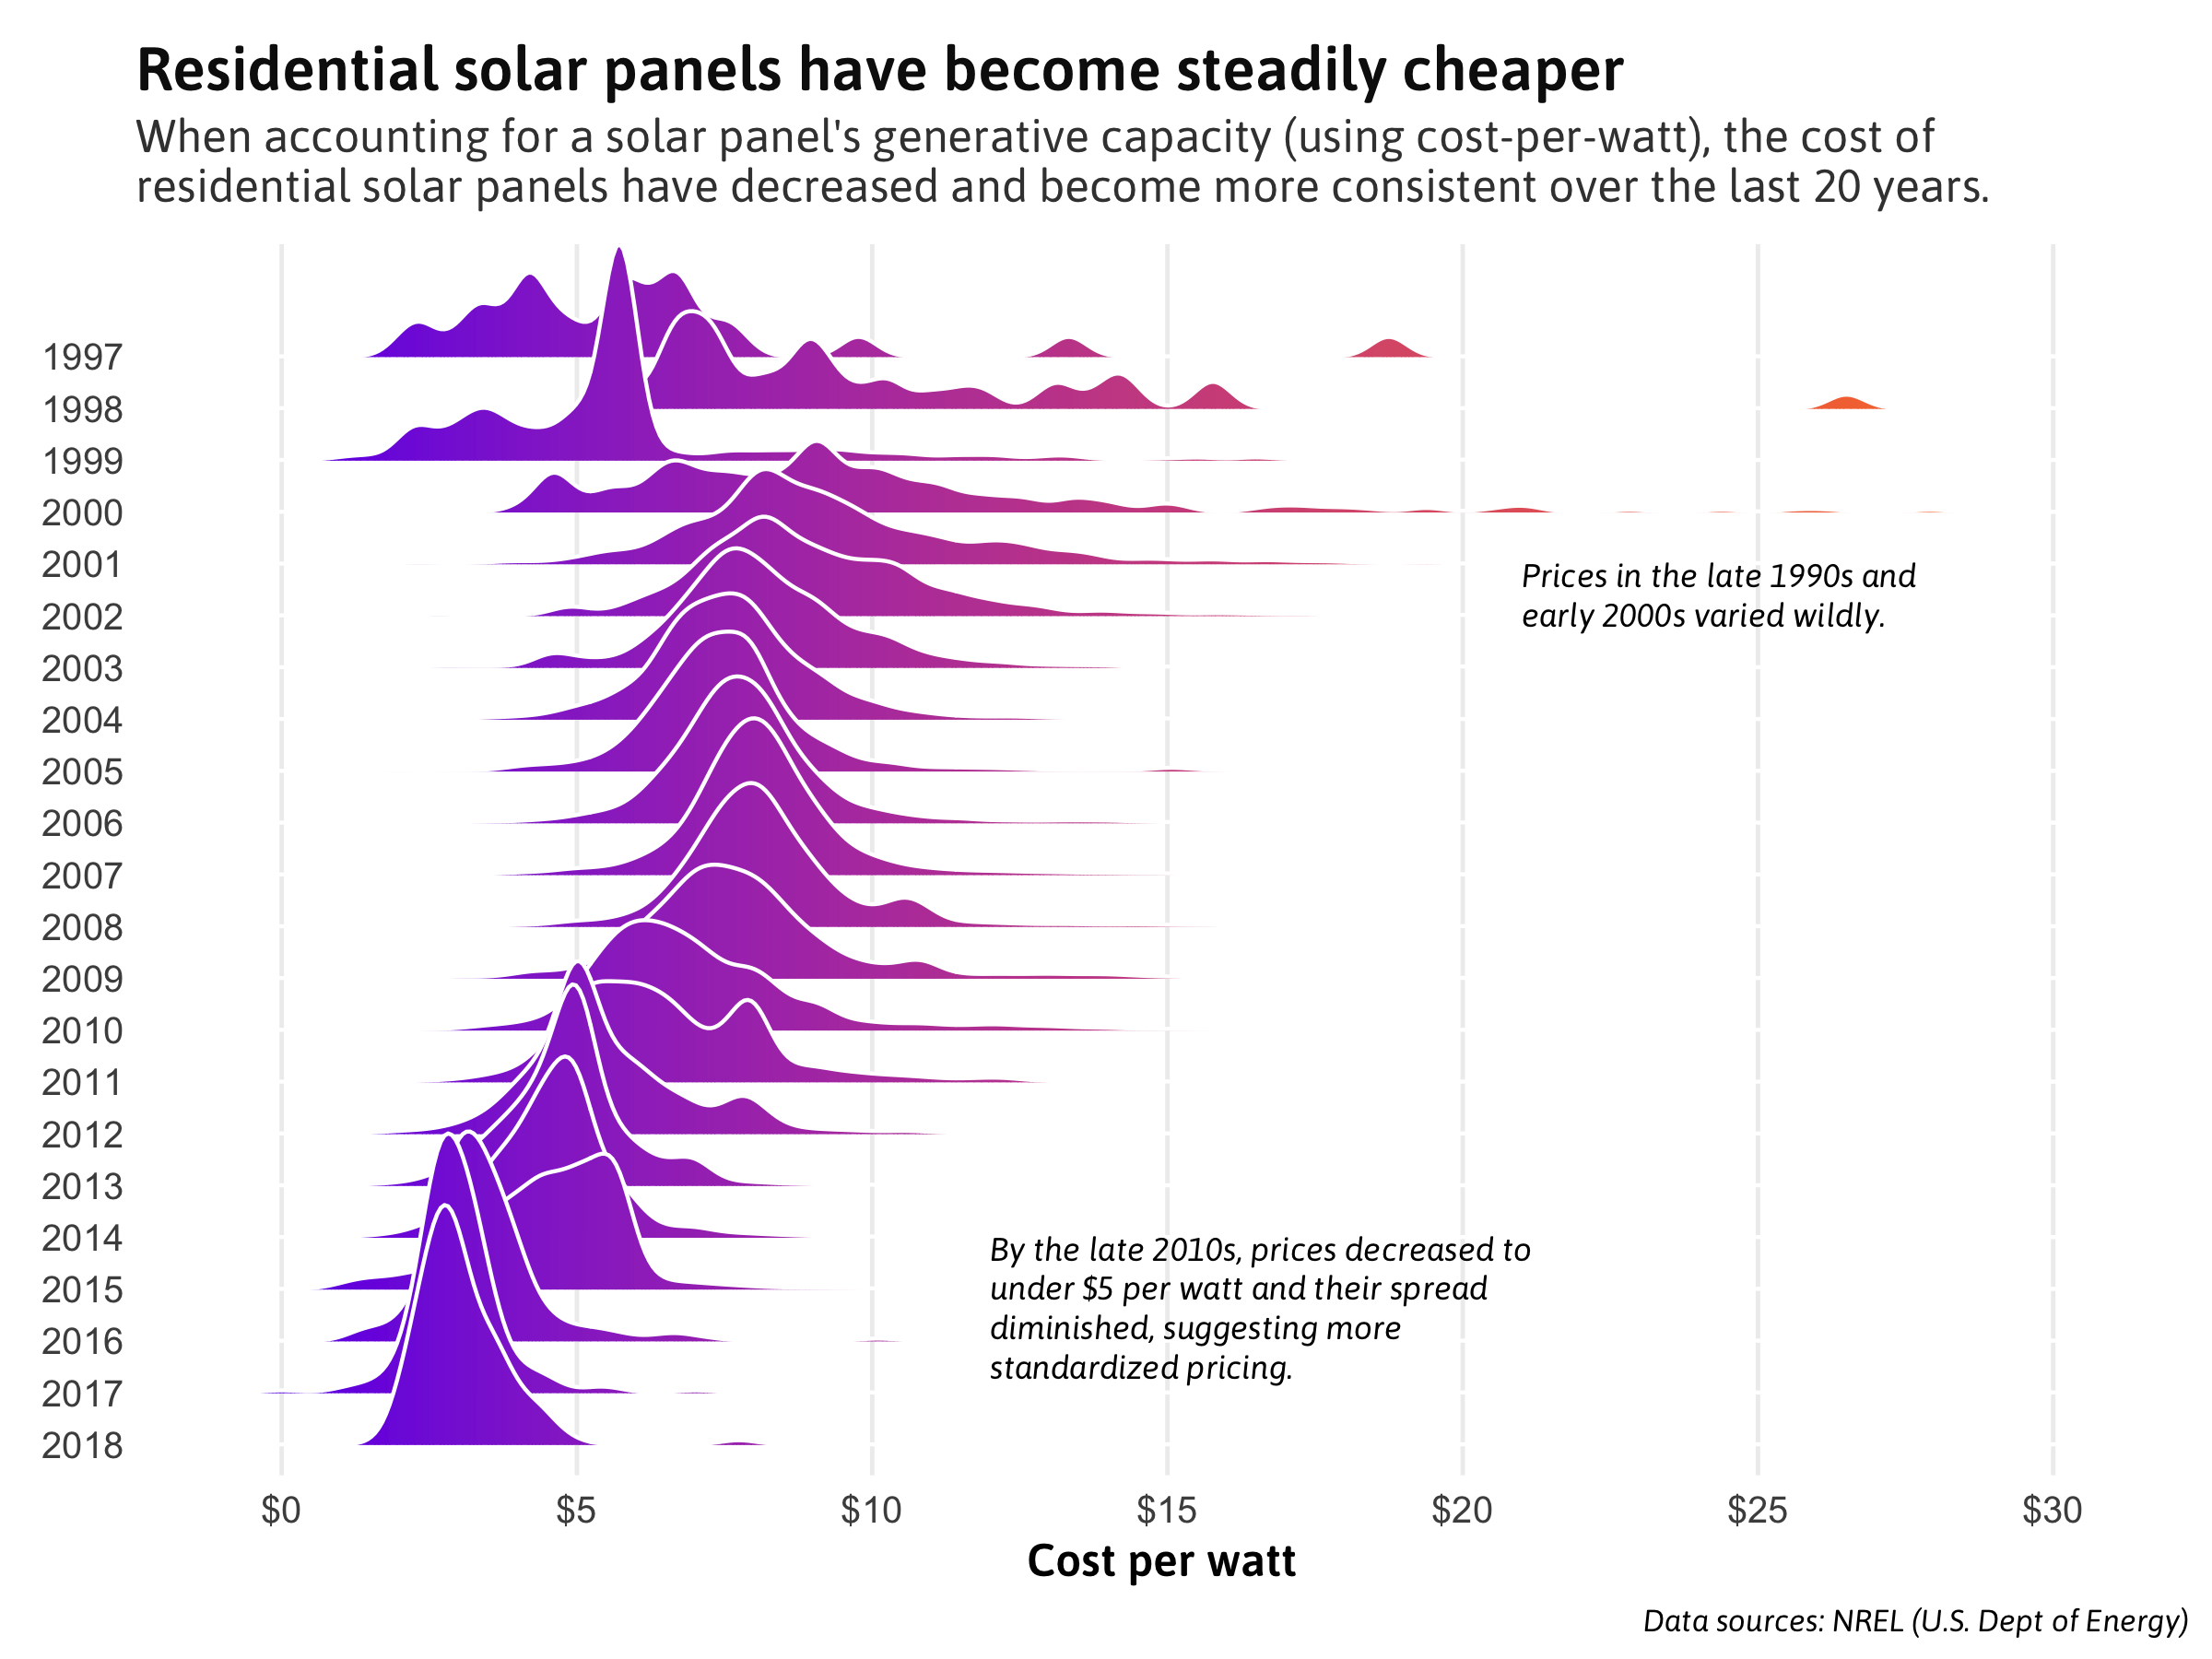 Residential solar panels have become steadily cheaper
When accounting for a solar panel's generative capacity (using cost-per-watt), the cost of
residential solar panels have decreased and become more consistent over the last 20 years.
1997
1998
1999
2000
2001
Prices in the late 1990s and
early 2000s varied wildly.
2002
2003
2004
2005
2006
2007
2008
2009
2010
2011
2012
2013
2014
By the late 2010s, prices decreased to
under $5 per watt and their spread
diminished, suggesting more
standardized pricing.
2015
2016
2017
2018
$0 $5 $10 $15 $20 $25 $30
Cost per watt
Data sources: NREL (U.S. Dept of Energy)